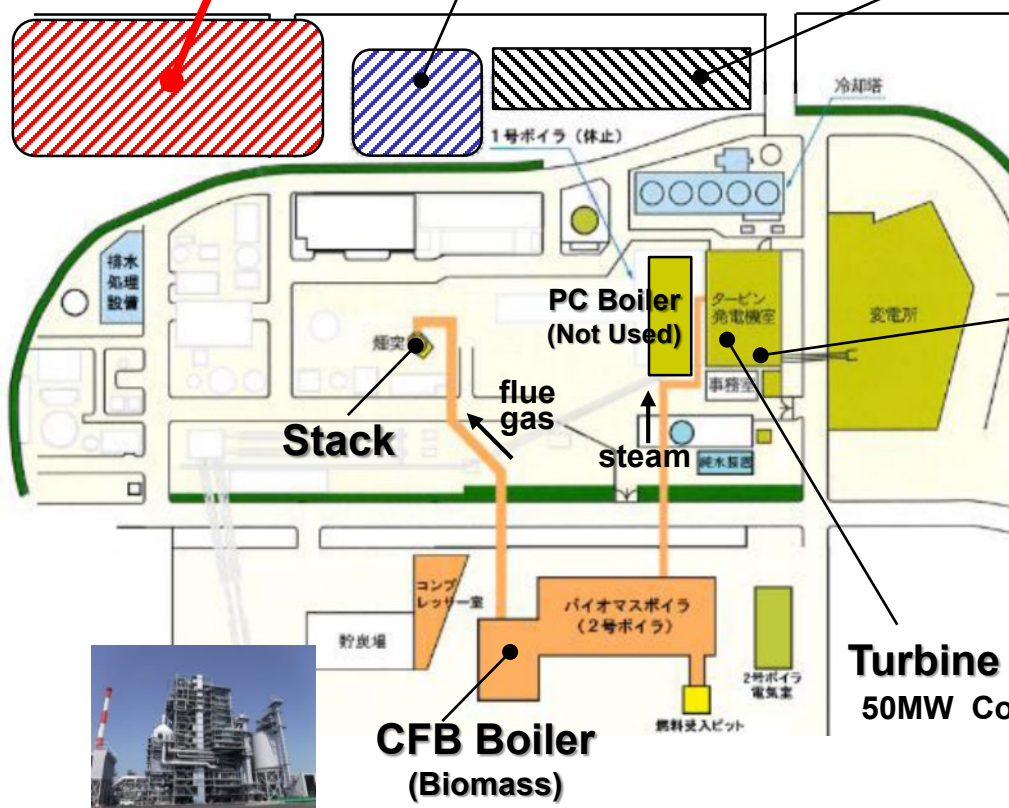 冷却塔
1号ボイラ (休止)
排水
処理
設備
PC Boiler
(Not Used)
タービン
発電機室
変電所
煙突
事務室
flue
gas
Stack
steam
純水装置
コンプ
レッサー室
バイオマスボイラ
(2号ボイラ)
貯炭場
2号ボイラ
電気室
Turbine
50MW Co
燃料受入ピット
CFB Boiler
(Biomass)